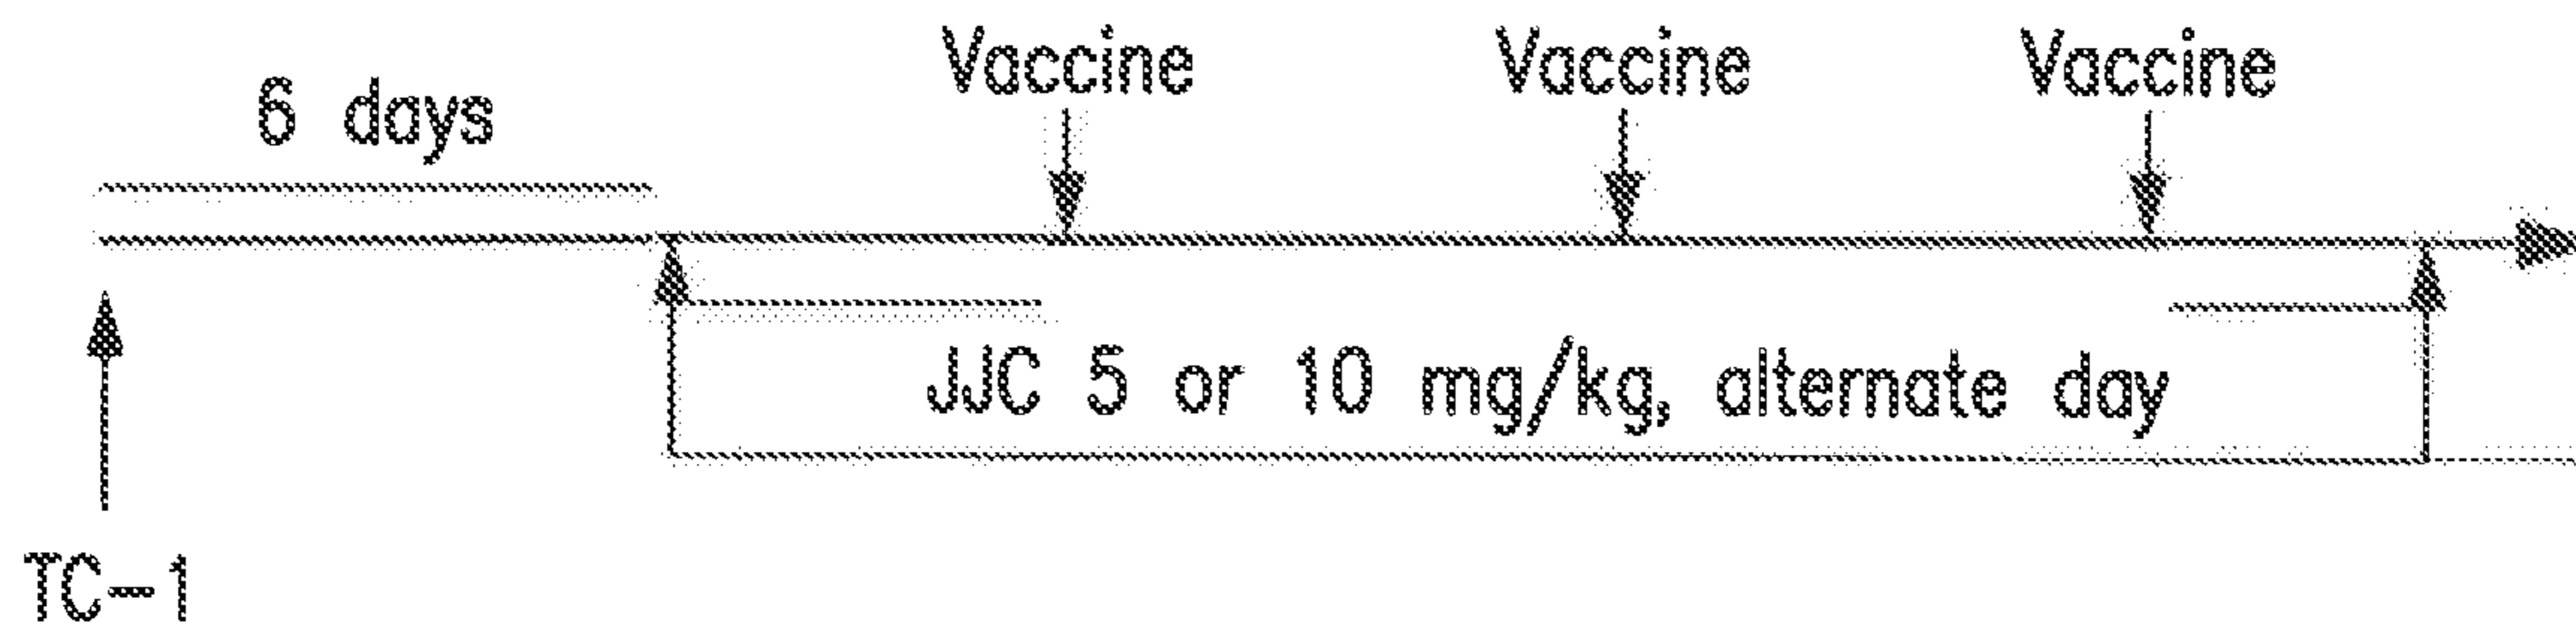 Vaccine Vaccine Vaccine
6 days
JJC 5 or 10 mg/kg, alternate day
TC-1